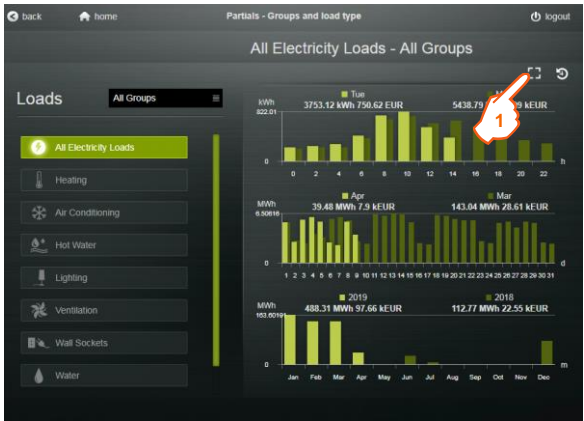 back home Partials - Groups and load type logout
All Electricity Loads - All Groups
Loads All Groups
All Electricity Loads
Heating
Air Conditioning
Hot Water
Lighting
Ventilation
Wall Sockets
Water
Tue
kWh 3753.12 kWh 750.62 EUR 5438.79 kEUR
822.01
1
0 h
0 2 4 6 8 10 12 14 16 18 20 22
Apr Mar
MWh 39.48 MWh 7.9 kEUR 143.04 MWh 28.61 kEUR
6.50816
0 d
1 2 3 4 5 6 7 8 9 10 11 12 13 14 15 16 17 18 19 20 21 22 23 24 25 26 27 28 29 30 31
2019 2018
MWh 488.31 MWh 97.66 kEUR 112.77 MWh 22.55 kEUR
0 m
Jan Feb Mar Apr May Jun Jul Aug Sep Oct Nov Dec